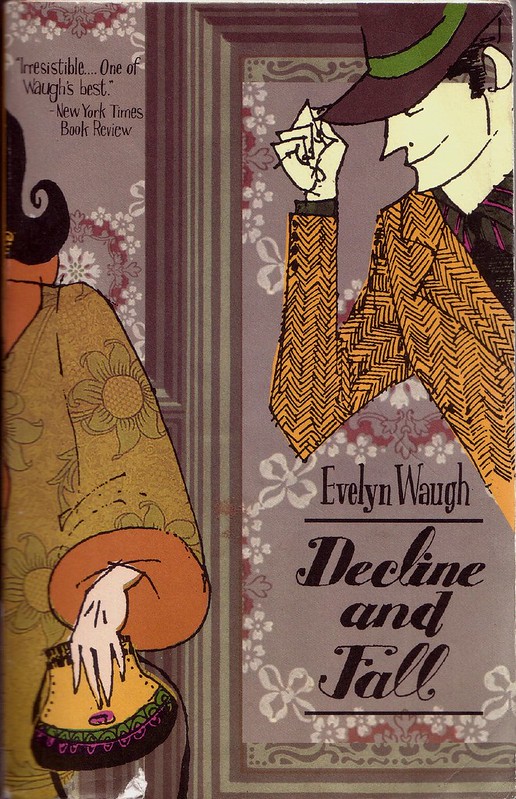 "Irresistible.... One of
Waugh's best."
-New York Times
Book Review
Evelyn Waugh
Decline
and
Fall